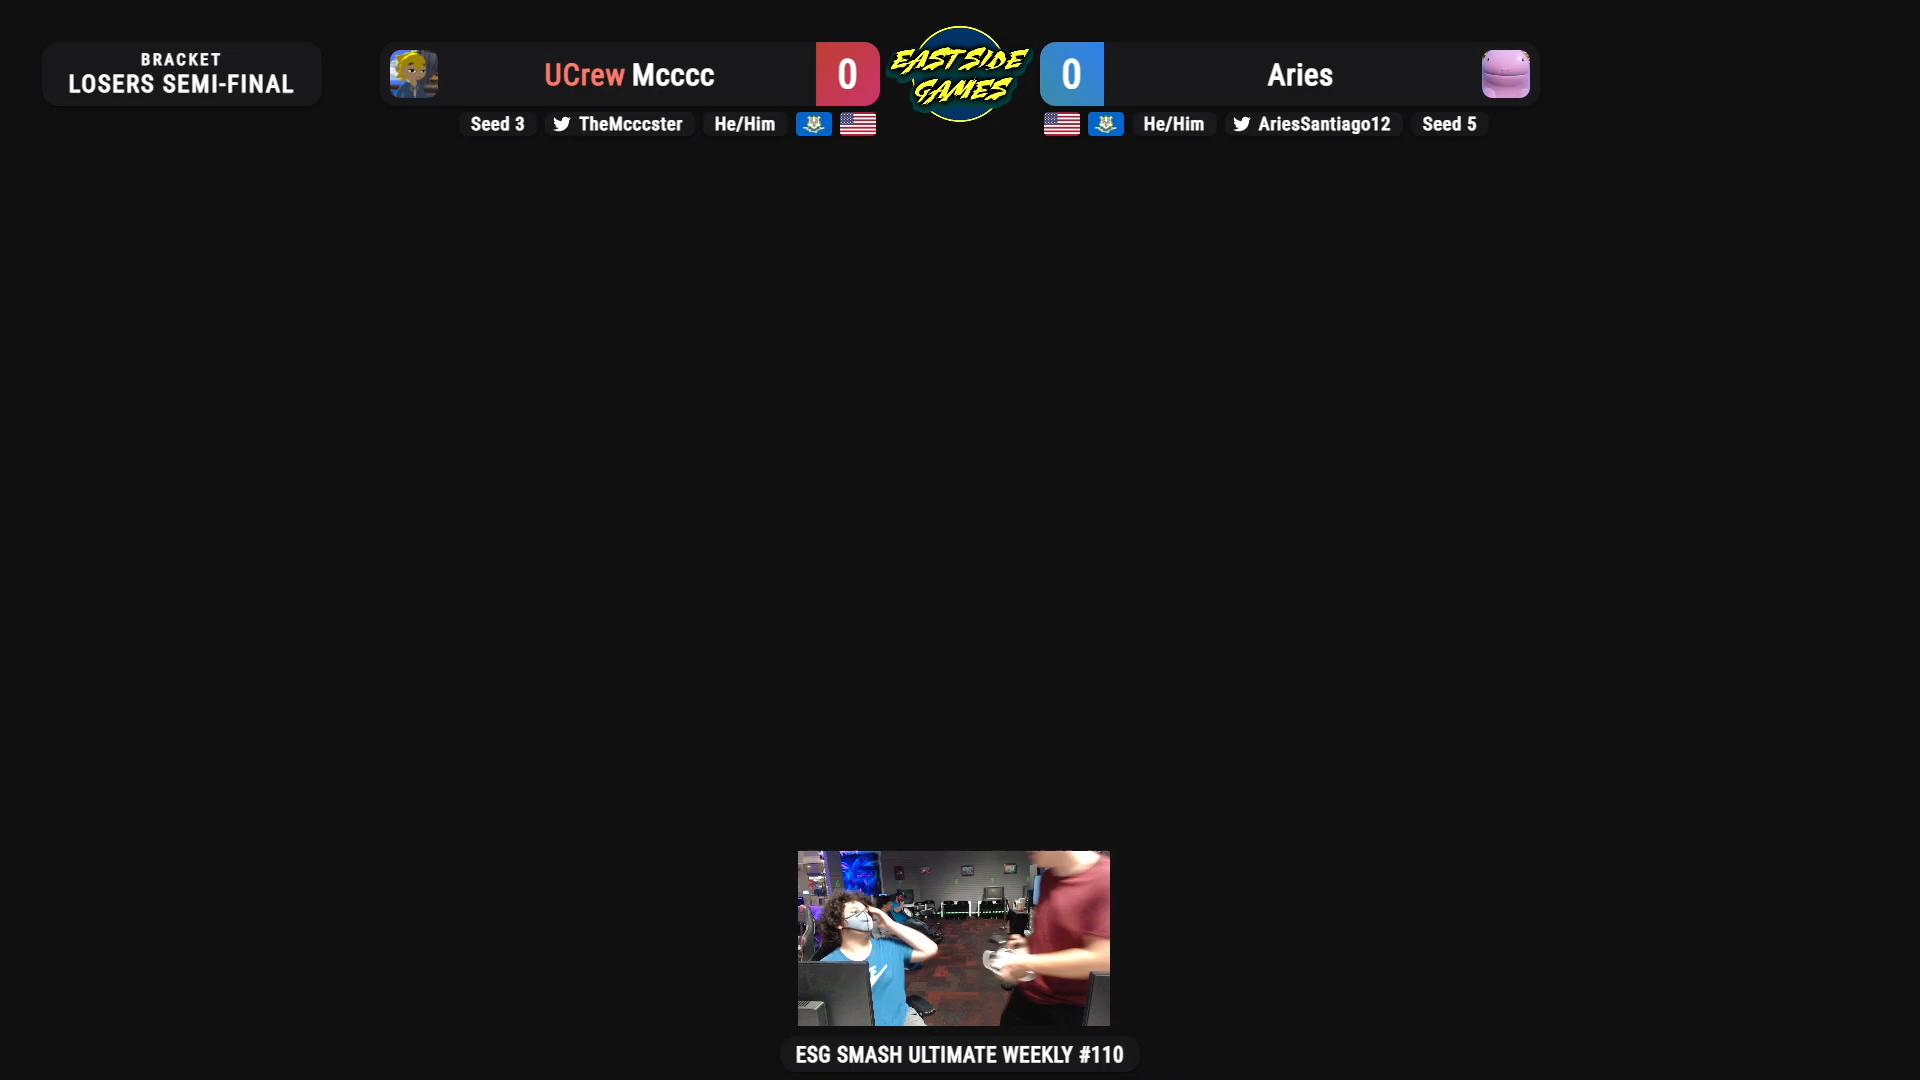 BRACKET
LOSERS SEMI-FINAL
UCrew Mcccc
0
EAST SIDE
GAMES
0
Aries
Seed 3
TheMcccster
He/Him
He/Him
AriesSantiago12
Seed 5
ESG SMASH ULTIMATE WEEKLY #110